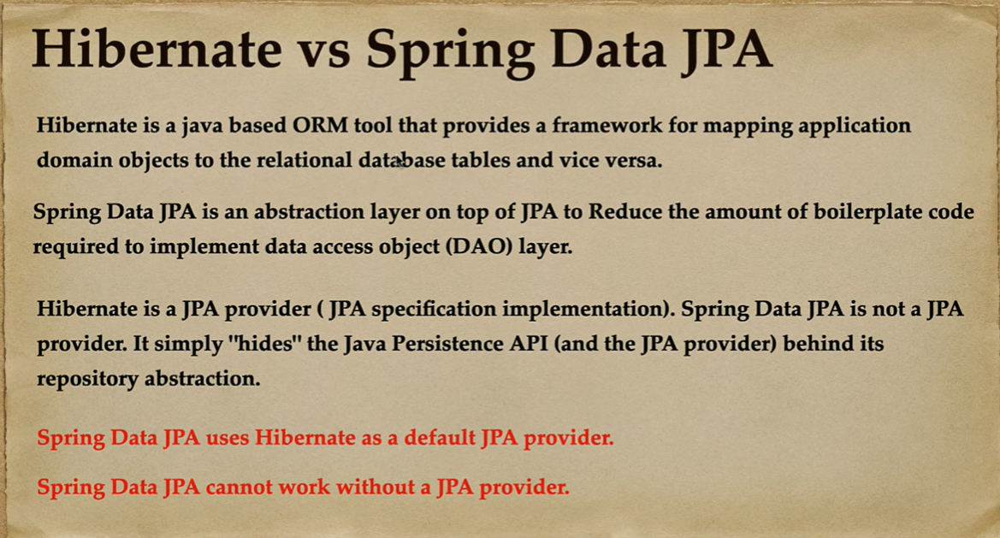 Hibernate vs Spring Data JPA
Hibernate is a java based ORM tool that provides a framework for mapping application
domain objects to the relational database tables and vice versa.
Spring Data JPA is an abstraction layer on top of JPA to Reduce the amount of boilerplate code
required to implement data access object (DAO) layer.
Hibernate is a JPA provider ( JPA specification implementation). Spring Data JPA is not a JPA
provider. It simply "hides" the Java Persistence API (and the JPA provider) behind its
repository abstraction.
Spring Data JPA uses Hibernate as a default JPA provider.
Spring Data JPA cannot work without a JPA provider.